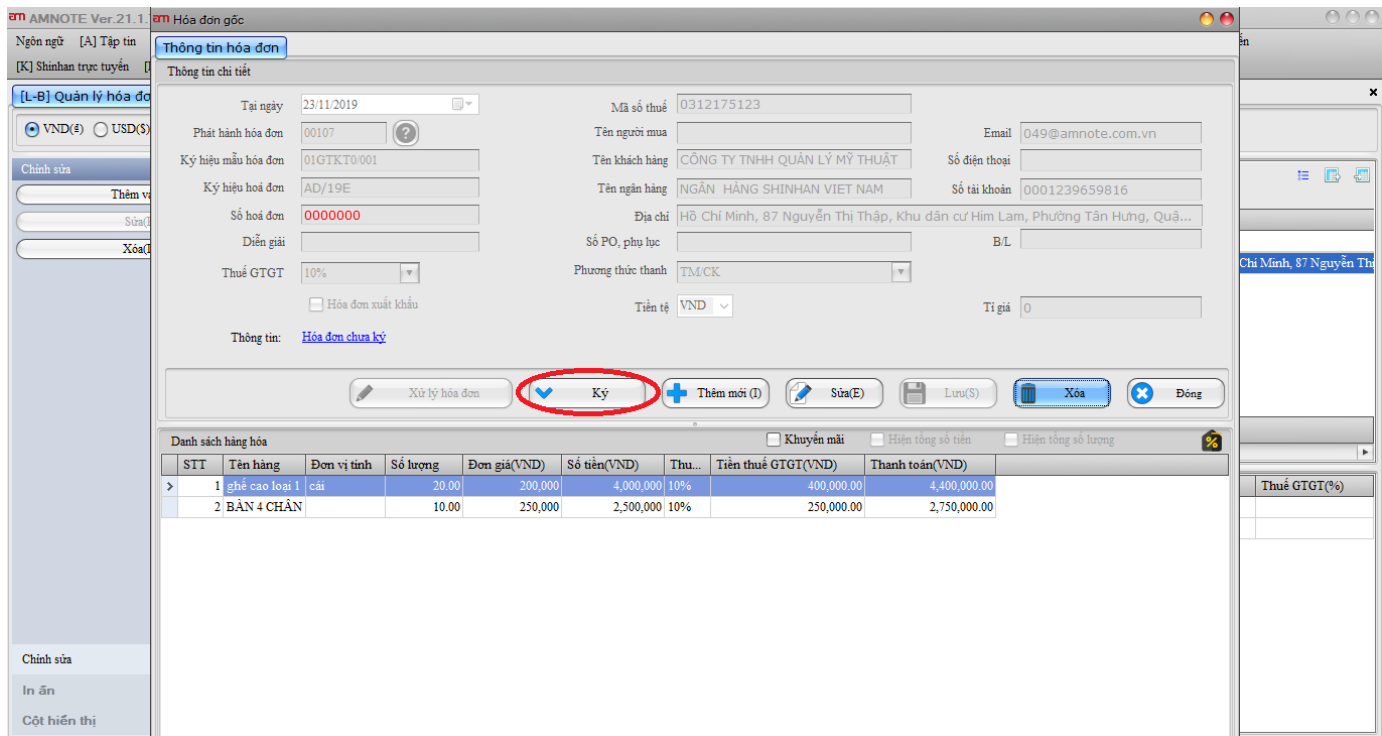 am AMNOTE Ver.21.1.
am Hóa đơn gốc
Ngôn ngữ [A] Tập tin
[K] Shinhan trực tuyến
[L-B] Quản lý hóa đơ
VND(₫) USD($)
Chỉnh sửa
Thêm và
Sửa(
Xóa(
Chỉnh sửa
In ấn
Cột hiển thị
Thông tin hóa đơn
Thông tin chi tiết
Tại ngày 23/11/2019 Mã số thuế 0312175123
Phát hành hóa đơn 00107 ? Tên người mua Email 049@amnote.com.vn
Ký hiệu mẫu hóa đơn 01GTKT0/001 Tên khách hàng CÔNG TY TNHH QUẢN LÝ MỸ THUẬT Số điện thoại
Ký hiệu hoá đơn AD/19E Tên ngân hàng NGÂN HÀNG SHINHAN VIET NAM Số tài khoản 0001239659816
Số hoá đơn 0000000 Địa chỉ Hồ Chí Minh, 87 Nguyễn Thị Thập, Khu dân cư Him Lam, Phường Tân Hưng, Quậ...
Diễn giải Số PO, phụ lục B/L
Thuế GTGT 10% Phương thức thanh TM/CK
Hóa đơn xuất khẩu Tiền tệ VND Tỉ giá 0
Thông tin: Hóa đơn chưa ký
Xử lý hóa đơn Ký Thêm mới (I) Sửa(E) Lưu(S) Xóa Đóng
Danh sách hàng hóa Khuyến mãi Hiện tổng số tiền Hiện tổng số lượng %
STT Tên hàng Đơn vị tính Số lượng Đơn giá(VND) Số tiền(VND) Thu... Tiền thuế GTGT(VND) Thanh toán(VND)
1 ghế cao loại 1 cái 20.00 200,000 4,000,000 10% 400,000.00 4,400,000.00
2 BÀN 4 CHÂN 10.00 250,000 2,500,000 10% 250,000.00 2,750,000.00
ến
Chí Minh, 87 Nguyễn Thị
Thuế GTGT(%)